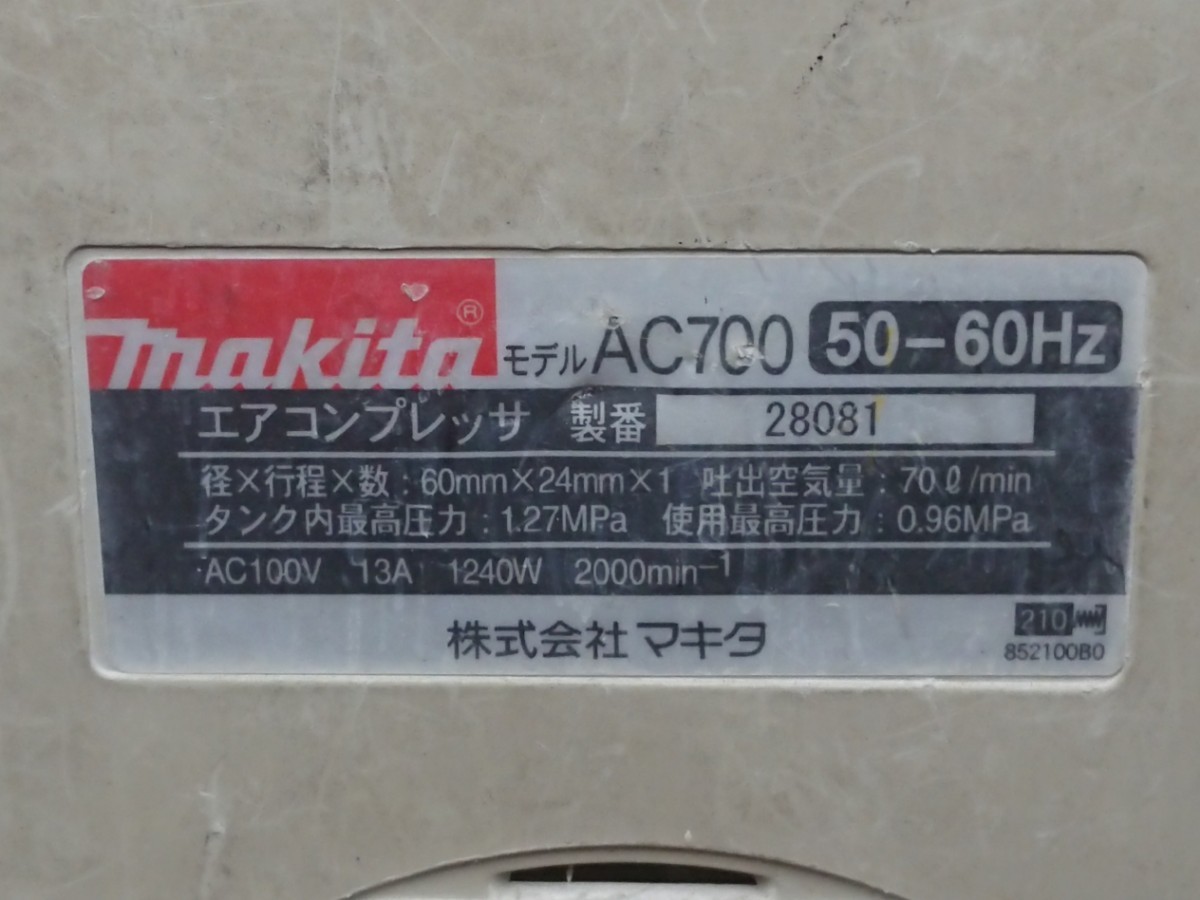 makita® モデル AC700 50-60Hz
エアコンプレッサ 製番 28081
径×行程×数:60mm×24mm×1 吐出空気量:70ℓ/min
タンク内最高圧力:1.27MPa 使用最高圧力:0.96MPa
AC100V 13A 1240W 2000min⁻¹
株式会社マキタ
210
852100B0